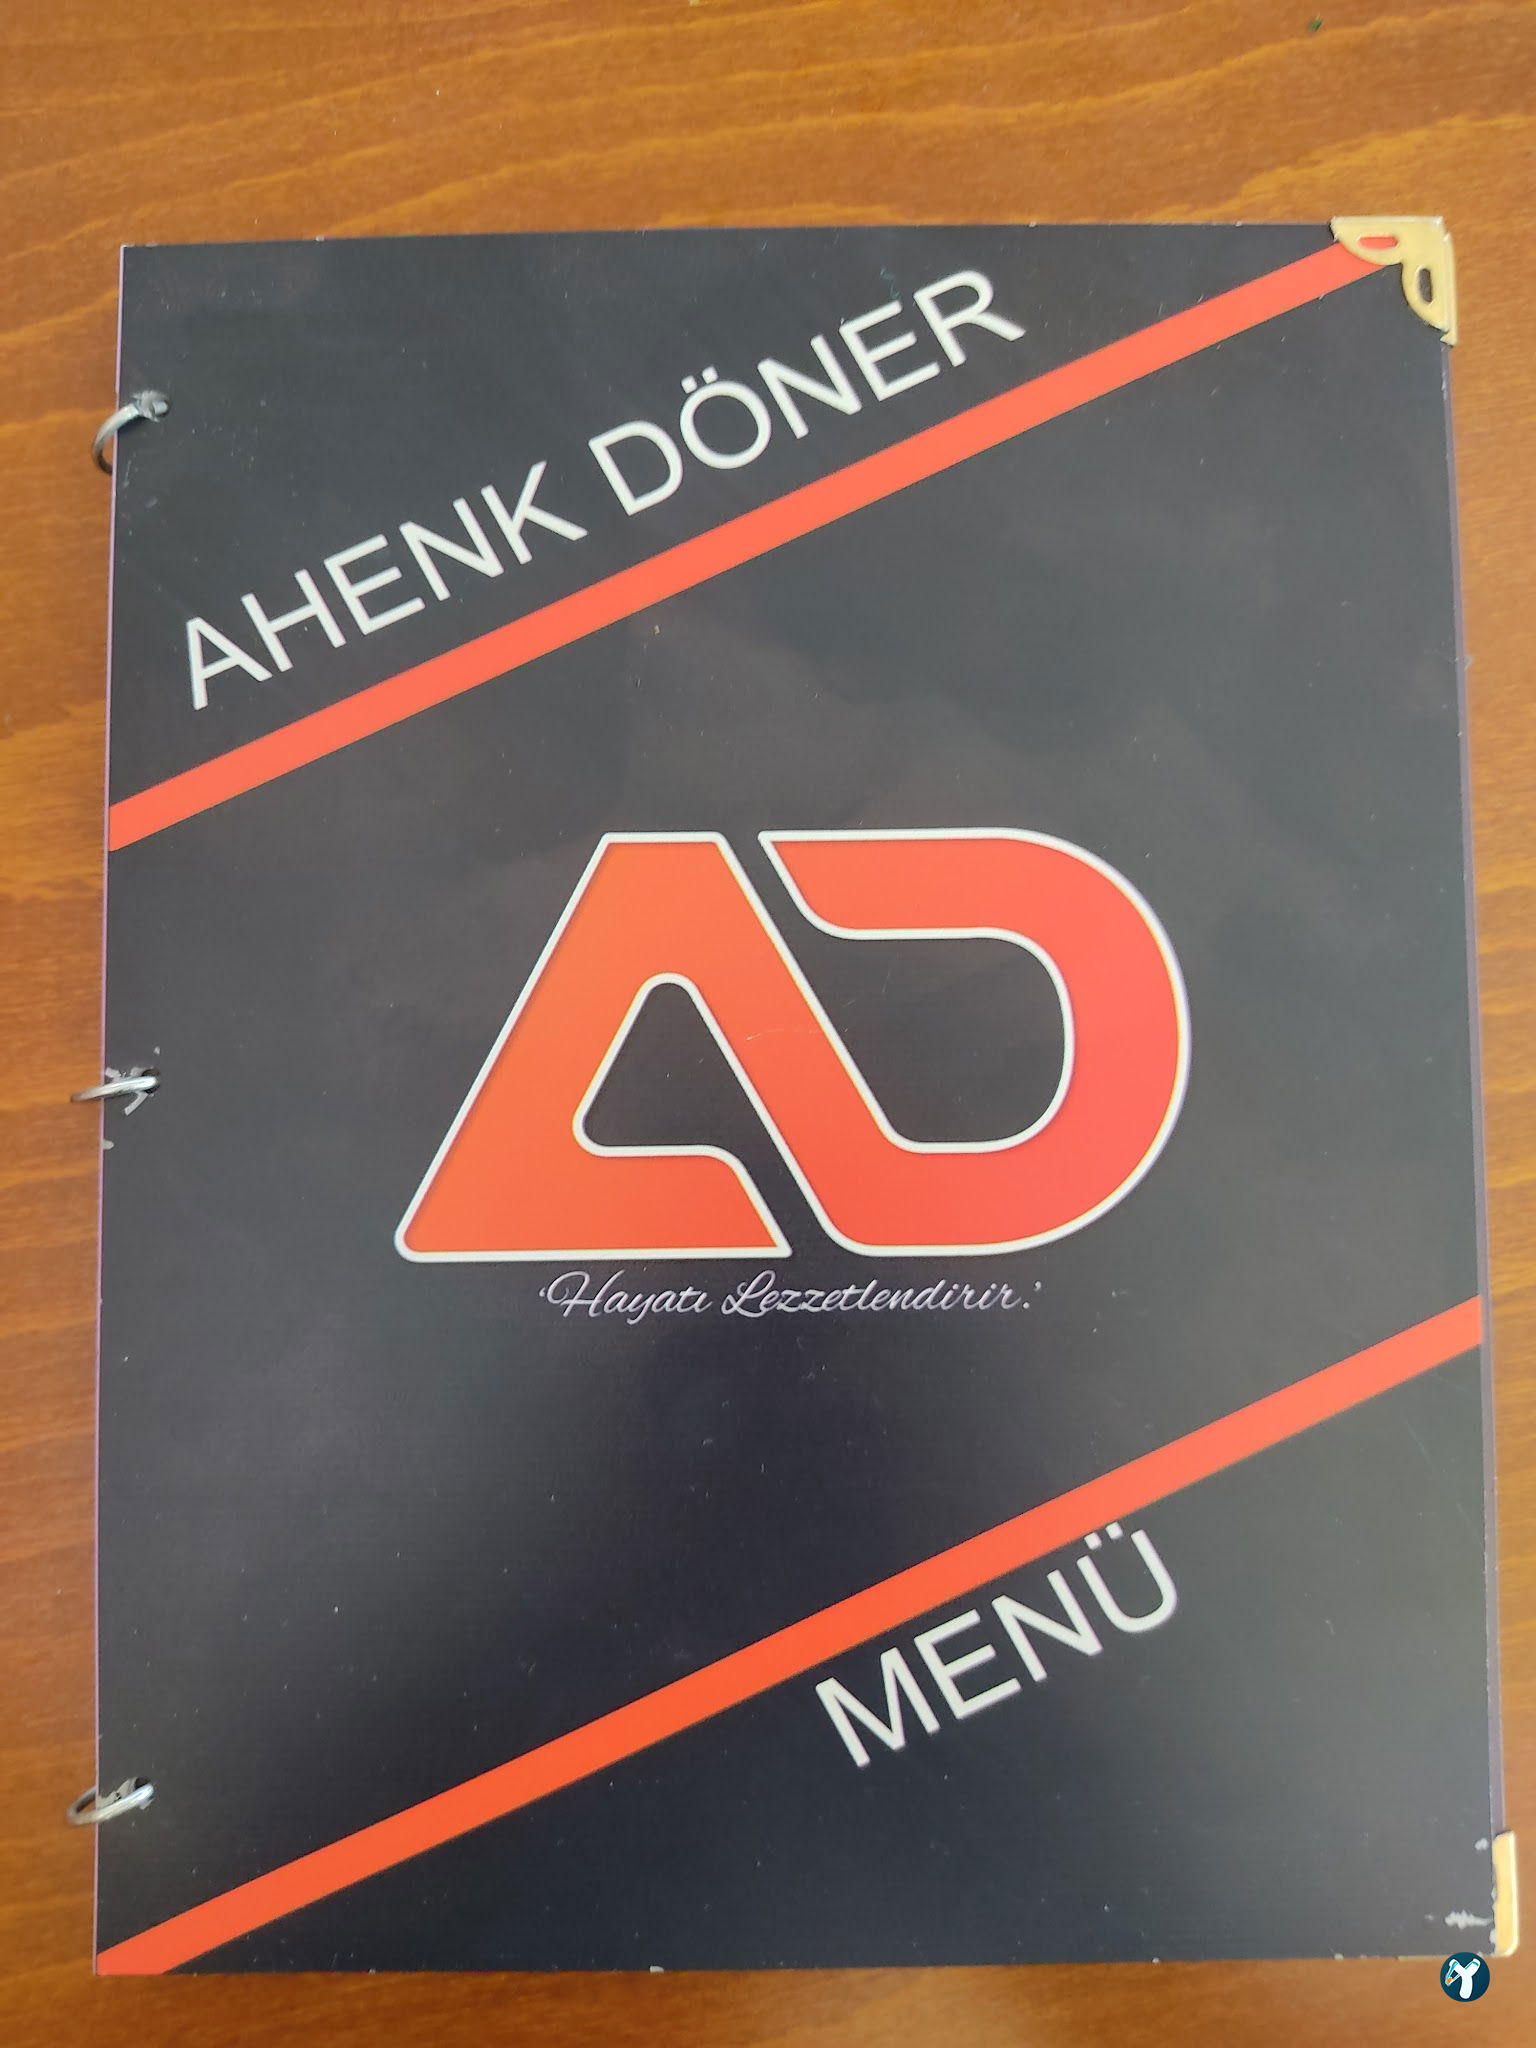 AHENK DÖNER
AD
'Hayatı Lezzetlendirir.'
MENÜ